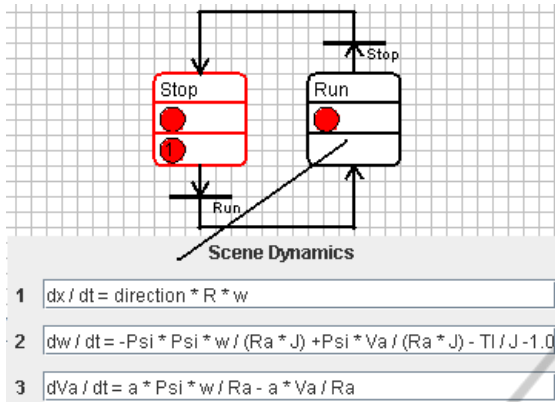 Stop
Stop
Run
1
Run
Scene Dynamics
1 dx / dt = direction * R * w
2 dw / dt = -Psi * Psi * w / (Ra * J) +Psi * Va / (Ra * J) - Tl / J -1.0
3 dVa / dt = a * Psi * w / Ra - a * Va / Ra